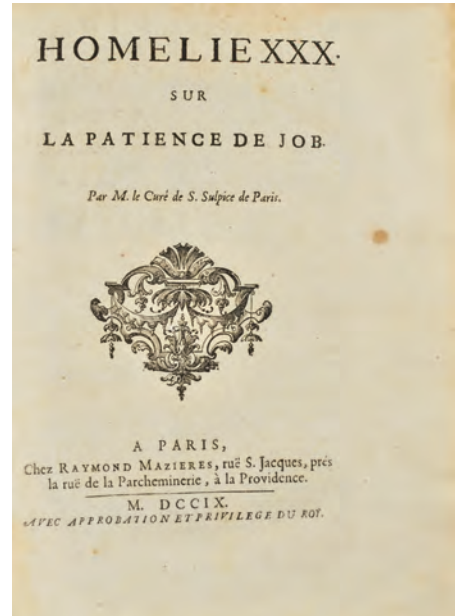 HOMELIE XXX.
SUR
LA PATIENCE DE JOB.
Par M. le Curé de S. Sulpice de Paris.
A PARIS,
Chez RAYMOND MAZIERES, ruë S. Jacques, prés
la ruë de la Parcheminerie, à la Providence.
M. DCCIX.
AVEC APPROBATION ET PRIVILEGE DU ROY.